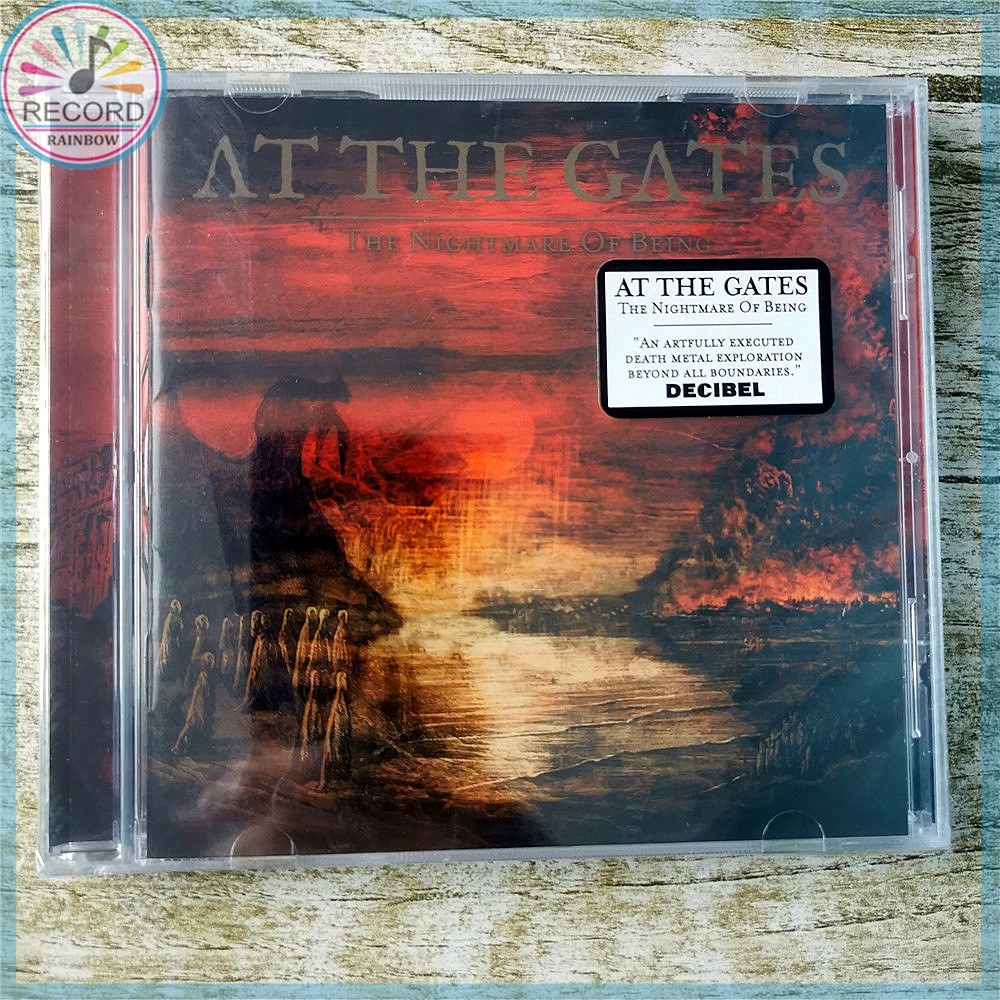 RECORD
RAINBOW
AT THE GATES
THE NIGHTMARE OF BEING
AT THE GATES
THE NIGHTMARE OF BEING
"AN ARTFULLY EXECUTED
DEATH METAL EXPLORATION
BEYOND ALL BOUNDARIES."
DECIBEL